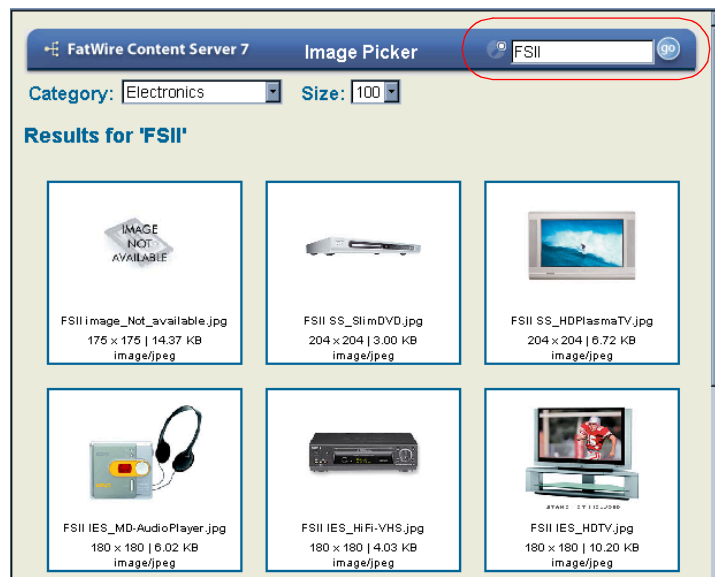 FatWire Content Server 7 Image Picker FSII go
Category: Electronics Size: 100
Results for 'FSII'
IMAGE
NOT
AVAILABLE
FSII image_Not_available.jpg
175 x 175 | 14.37 KB
image/jpeg
FSII SS_SlimDVD.jpg
204 x 204 | 3.00 KB
image/jpeg
FSII SS_HDPlasmaTV.jpg
204 x 204 | 6.72 KB
image/jpeg
FSII IES_MD-AudioPlayer.jpg
180 x 180 | 6.02 KB
image/jpeg
FSII IES_HiFi-VHS.jpg
180 x 180 | 4.03 KB
image/jpeg
STAND
FSII IES_HDTV.jpg
180 x 180 | 10.20 KB
image/jpeg